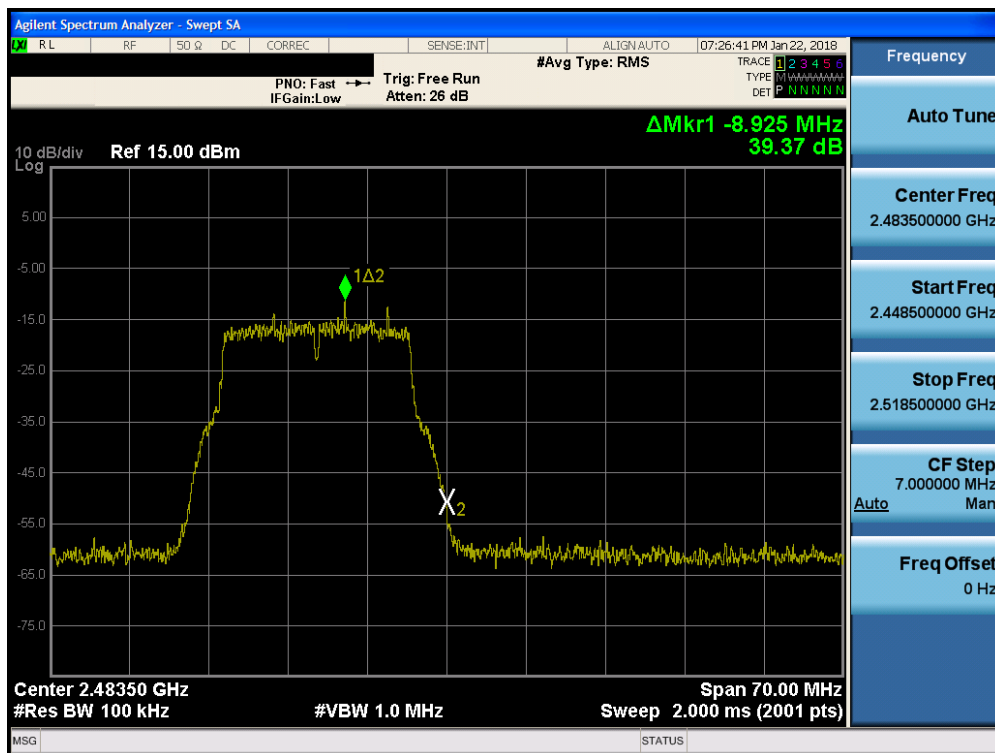 Agilent Spectrum Analyzer - Swept SA
LXI RL RF 50 Ω DC CORREC SENSE:INT ALIGN AUTO 07:26:41 PM Jan 22, 2018
PNO: Fast
IFGain:Low
Trig: Free Run
Atten: 26 dB
#Avg Type: RMS
TRACE 1 2 3 4 5 6
TYPE M
DET P N N N N N
ΔMkr1 -8.925 MHz
39.37 dB
10 dB/div Ref 15.00 dBm
Log
5.00
-5.00
1Δ2
-15.0
-25.0
-35.0
-45.0
X2
-55.0
-65.0
-75.0
Center 2.48350 GHz Span 70.00 MHz
#Res BW 100 kHz #VBW 1.0 MHz Sweep 2.000 ms (2001 pts)
MSG STATUS
Frequency
Auto Tune
Center Freq
2.483500000 GHz
Start Freq
2.448500000 GHz
Stop Freq
2.518500000 GHz
CF Step
7.000000 MHz
Auto Man
Freq Offset
0 Hz